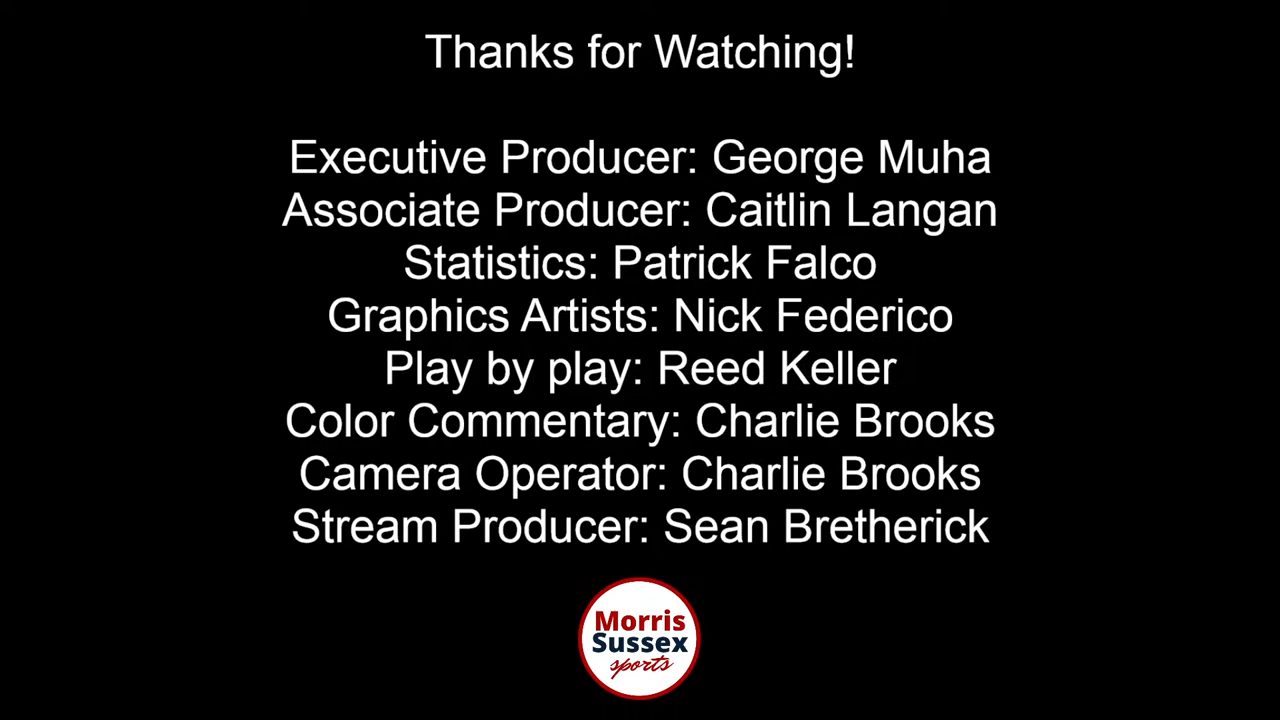 Thanks for Watching!
Executive Producer: George Muha
Associate Producer: Caitlin Langan
Statistics: Patrick Falco
Graphics Artists: Nick Federico
Play by play: Reed Keller
Color Commentary: Charlie Brooks
Camera Operator: Charlie Brooks
Stream Producer: Sean Bretherick
Morris
Sussex
sports